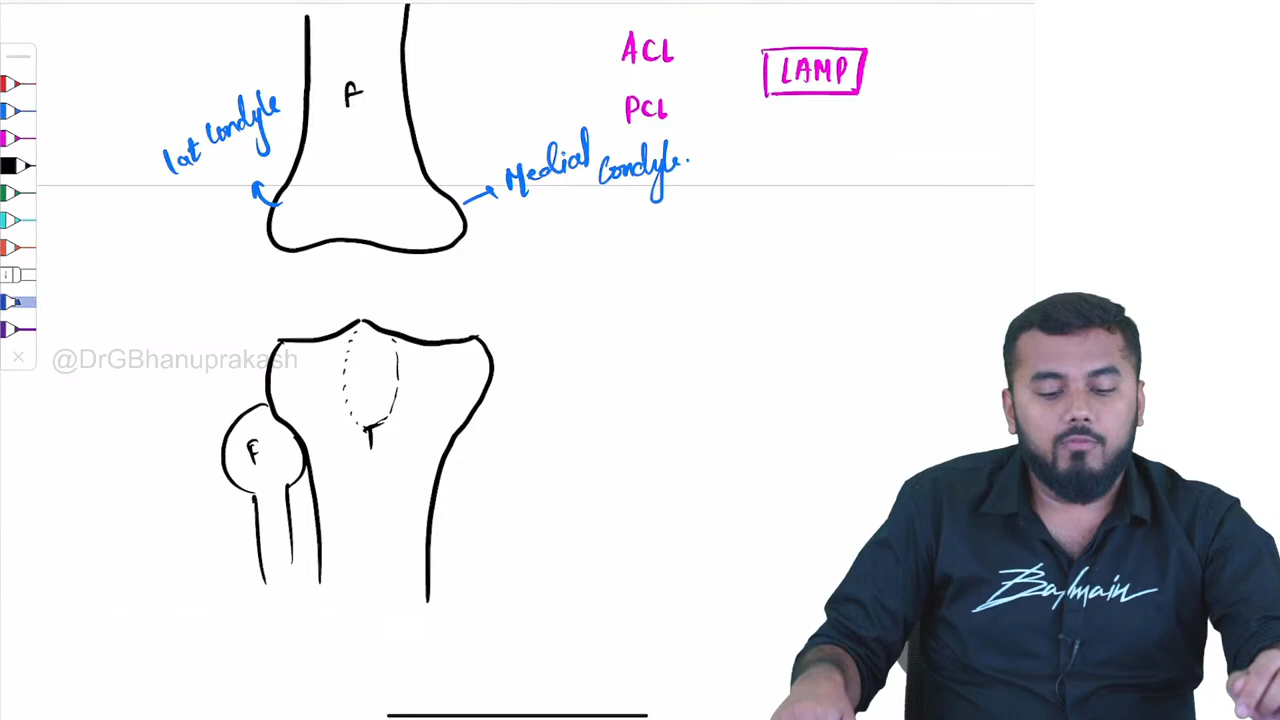 ACL
LAMP
F
PCL
lat Condyle
Medial Condyle.
@DrGBhanuprakash
F
T
Balmain